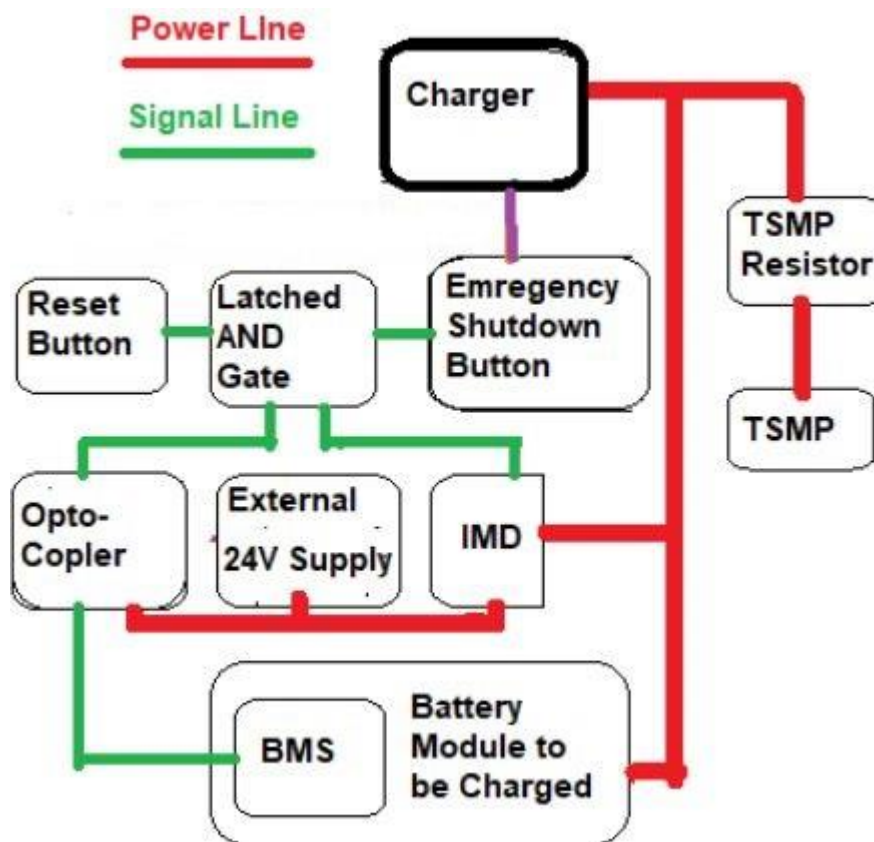 Power Line
Signal Line
Charger
TSMP
Resistor
Reset
Button
Latched
AND
Gate
Emregency
Shutdown
Button
TSMP
Opto-
Copler
External
24V Supply
IMD
BMS
Battery
Module to
be Charged